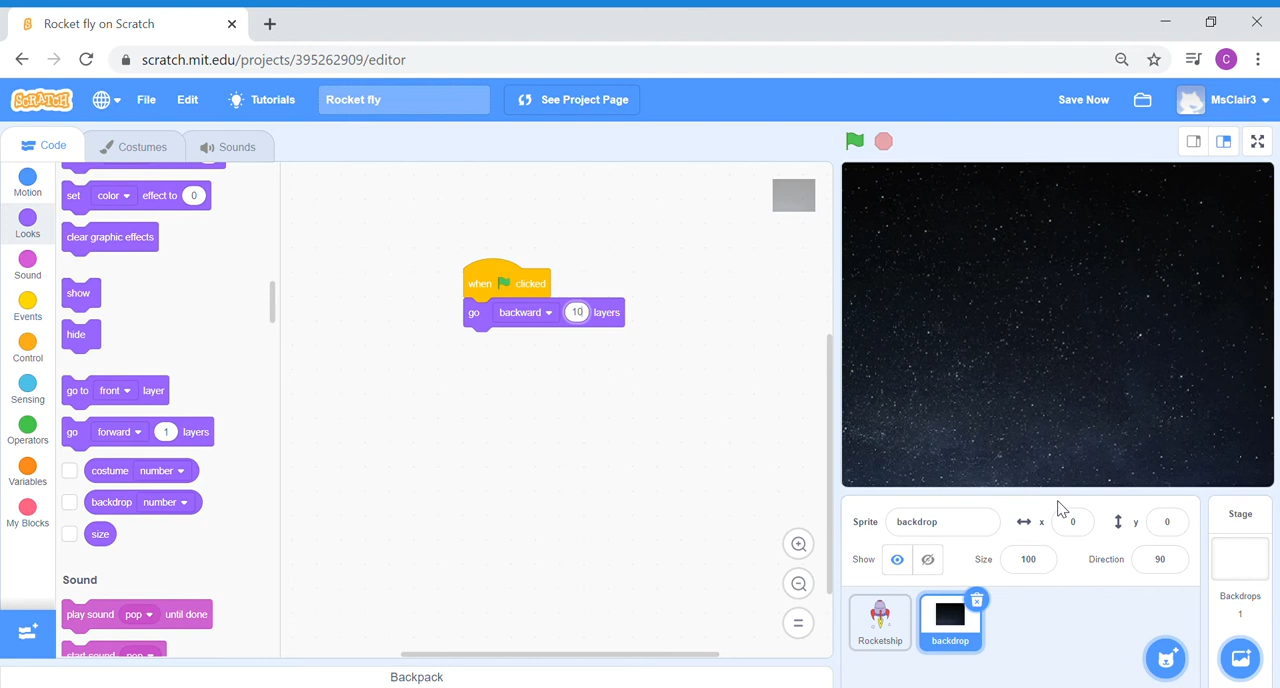 Rocket fly on Scratch
scratch.mit.edu/projects/395262909/editor
C
SCRATCH
File
Edit
Tutorials
Rocket fly
See Project Page
Save Now
MsClair3
Code
Costumes
Sounds
Motion
Looks
Sound
Events
Control
Sensing
Operators
Variables
My Blocks
set color effect to 0
clear graphic effects
show
hide
go to front layer
go forward 1 layers
costume number
backdrop number
size
Sound
play sound pop until done
start sound pop
when clicked
go backward 10 layers
Backpack
Sprite backdrop x 0 y 0
Show Size 100 Direction 90
Rocketship
backdrop
Stage
Backdrops
1